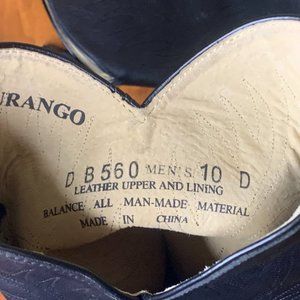 URANGO
D B560 MEN'S 10 D
LEATHER UPPER AND LINING
BALANCE ALL MAN-MADE MATERIAL
MADE IN CHINA